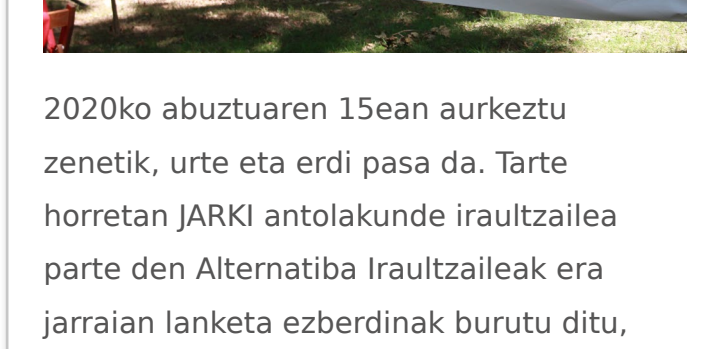 2020ko abuztuaren 15ean aurkeztu
zenetik, urte eta erdi pasa da. Tarte
horretan JARKI antolakunde iraultzailea
parte den Alternatiba Iraultzaileak era
jarraian lanketa ezberdinak burutu ditu,